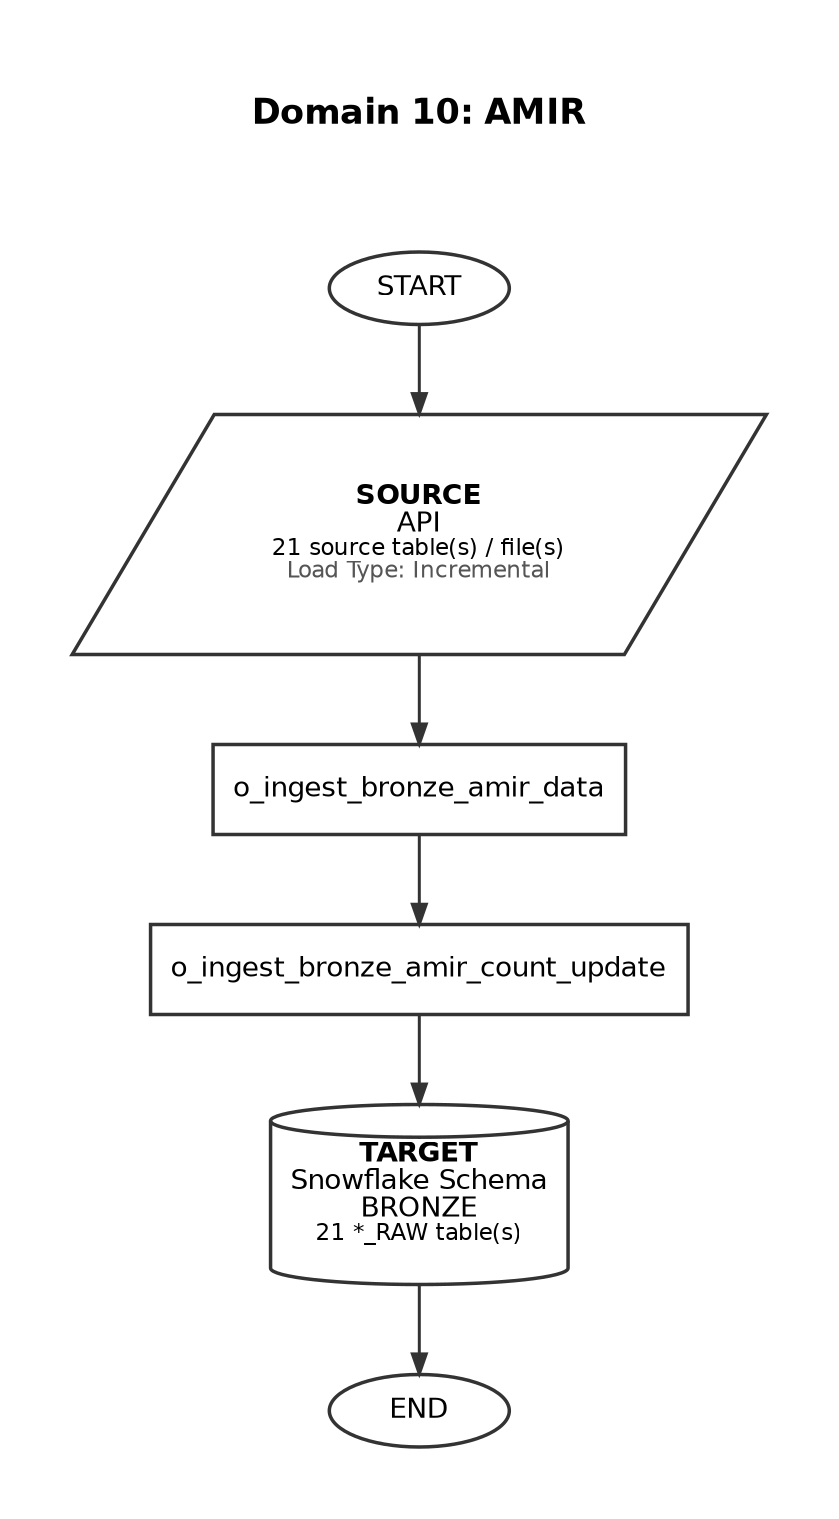 Domain 10: AMIR
START
SOURCE
API
21 source table(s) / file(s)
Load Type: Incremental
o_ingest_bronze_amir_data
o_ingest_bronze_amir_count_update
TARGET
Snowflake Schema
BRONZE
21 *_RAW table(s)
END